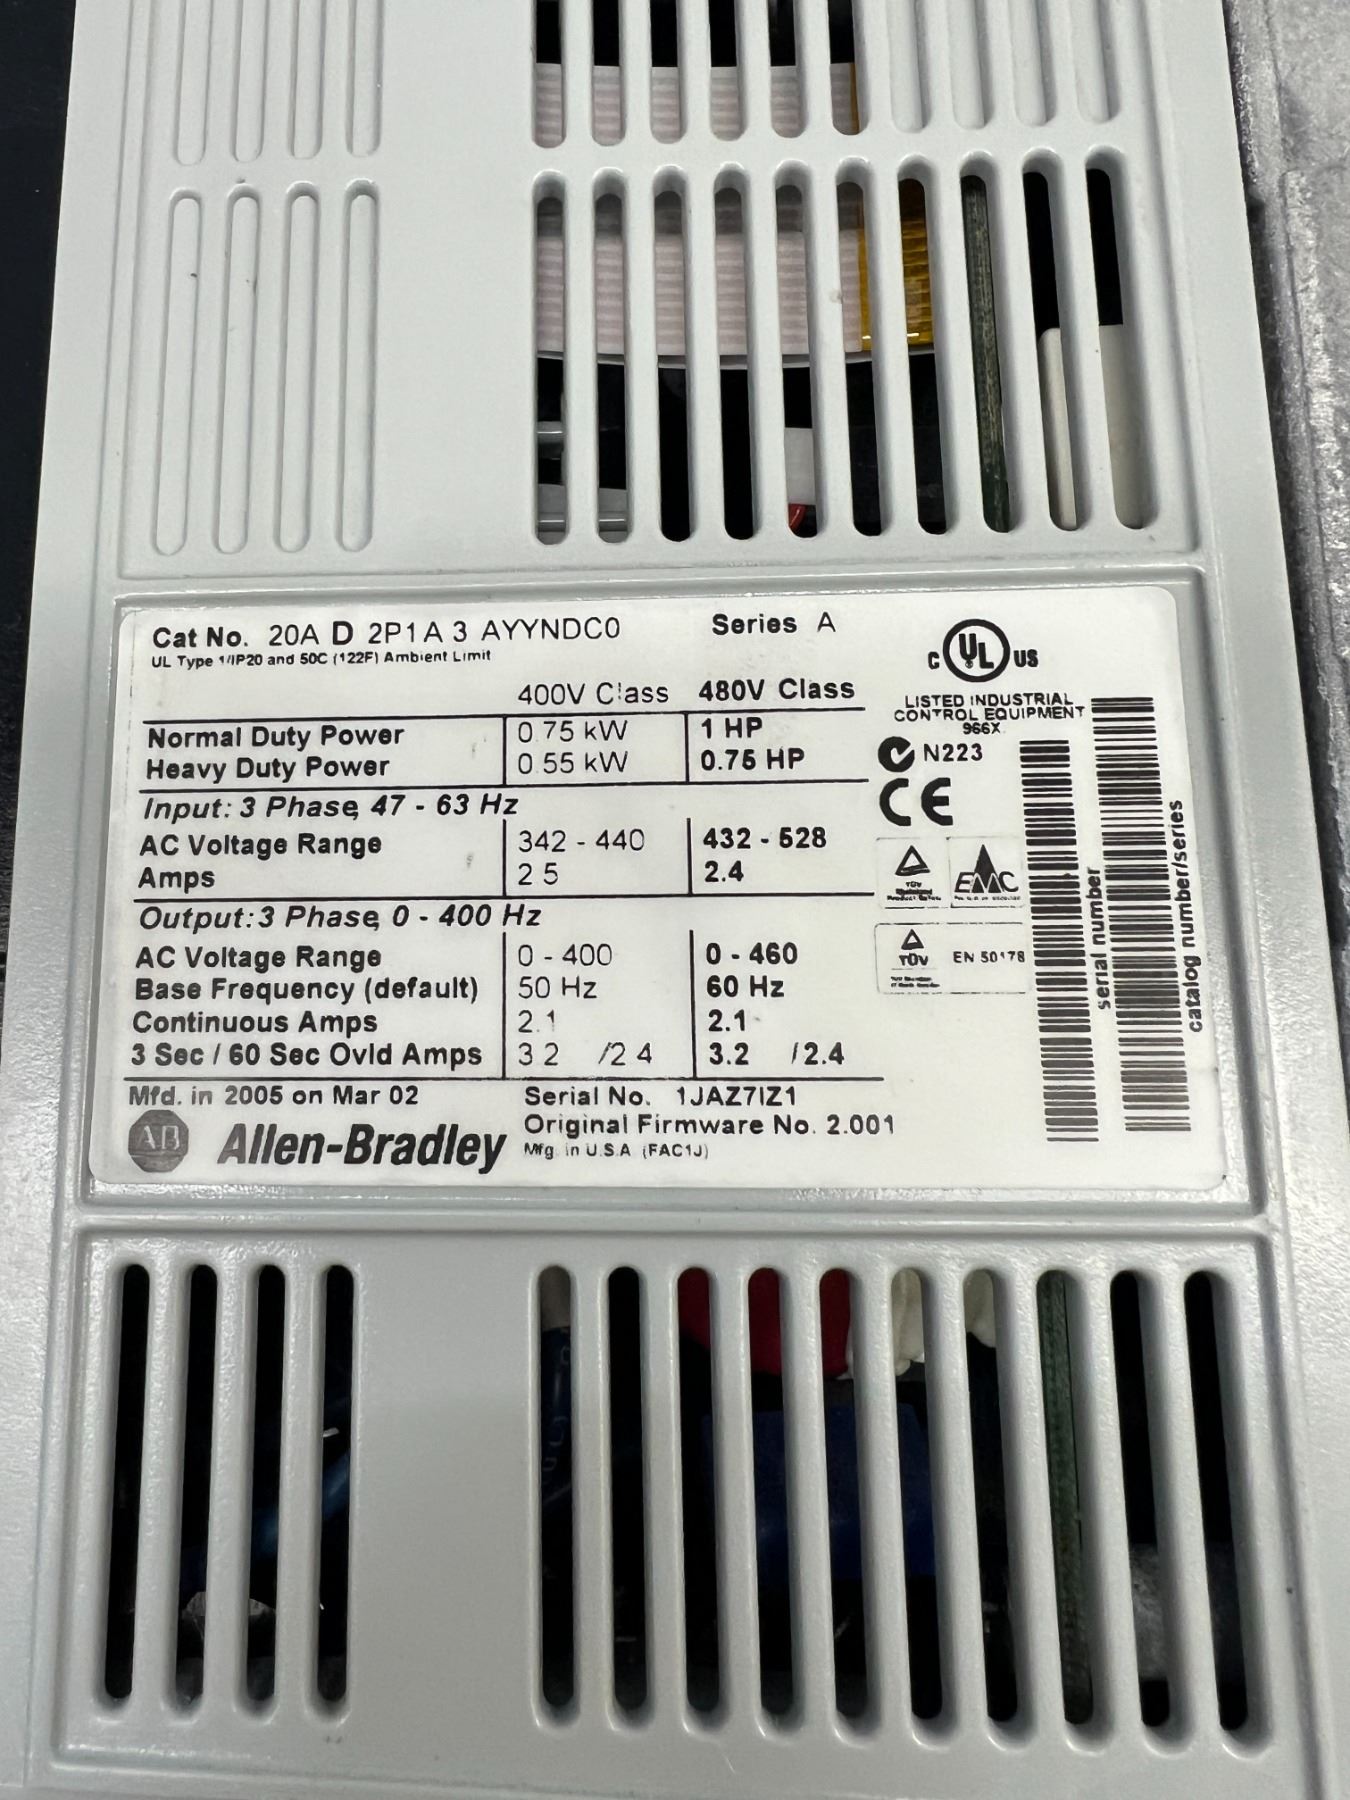 Cat No. 20A D 2P1A 3 AYYNDC0 Series A
UL Type 1/IP20 and 50C (122F) Ambient Limit
400V Class 480V Class
Normal Duty Power 0.75 kW 1 HP
Heavy Duty Power 0.55 kW 0.75 HP
Input: 3 Phase, 47 - 63 Hz
AC Voltage Range 342 - 440 432 - 528
Amps 2.5 2.4
Output: 3 Phase, 0 - 400 Hz
AC Voltage Range 0 - 400 0 - 460
Base Frequency (default) 50 Hz 60 Hz
Continuous Amps 2.1 2.1
3 Sec / 60 Sec Ovld Amps 3.2 /2.4 3.2 /2.4
Mfd. in 2005 on Mar 02 Serial No. 1JAZ7IZ1
Original Firmware No. 2.001
AB Allen-Bradley Mfg. in U.S.A (FAC1J)
C UL US
LISTED INDUSTRIAL
CONTROL EQUIPMENT
966X
N223
CE
TÜV
EMC
TÜV
EN 50178
serial number
catalog number/series